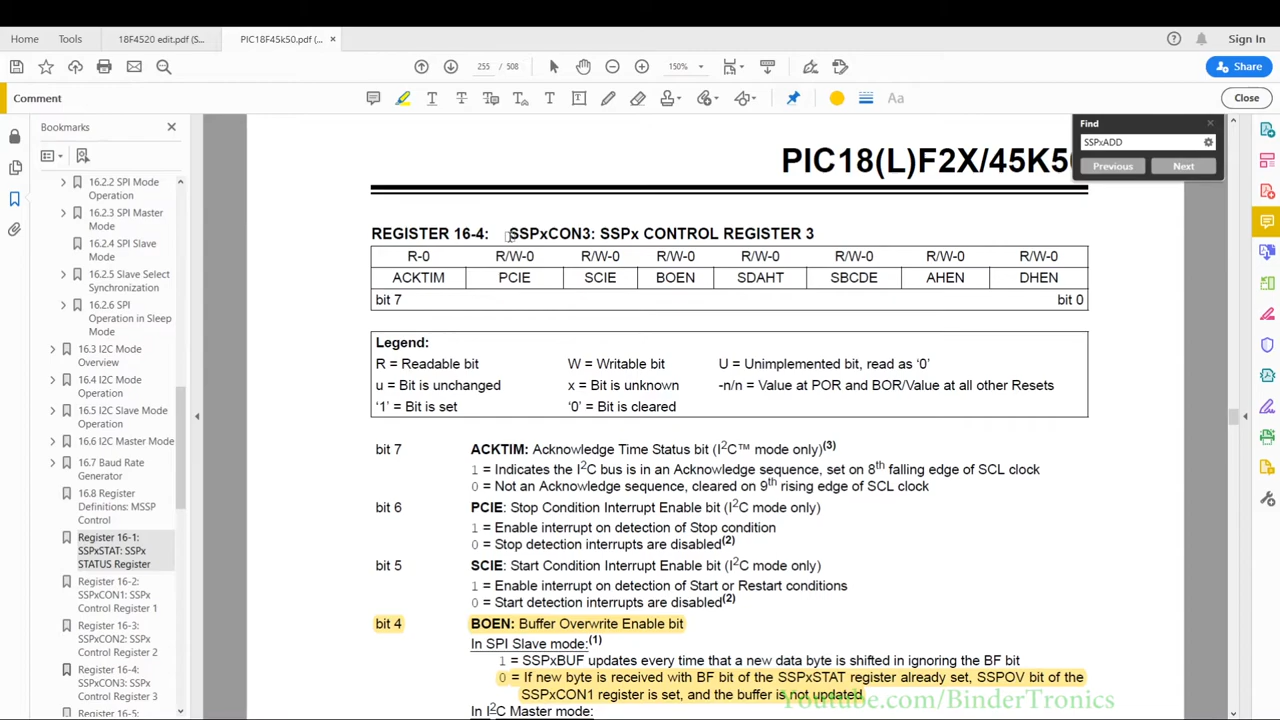 Home Tools 18F4520 edit.pdf (S... PIC18F45k50.pdf (... × Sign In
255 / 508 150% Share
Comment Aa Close
Bookmarks
Find
SSPxADD
Previous Next
16.2.2 SPI Mode
Operation
16.2.3 SPI Master
Mode
16.2.4 SPI Slave
Mode
16.2.5 Slave Select
Synchronization
16.2.6 SPI
Operation in Sleep
Mode
16.3 I2C Mode
Overview
16.4 I2C Mode
Operation
16.5 I2C Slave Mode
Operation
16.6 I2C Master Mode
16.7 Baud Rate
Generator
16.8 Register
Definitions: MSSP
Control
Register 16-1:
SSPxSTAT: SSPx
STATUS Register
Register 16-2:
SSPxCON1: SSPx
Control Register 1
Register 16-3:
SSPxCON2: SSPx
Control Register 2
Register 16-4:
SSPxCON3: SSPx
Control Register 3
Register 16-5:
PIC18(L)F2X/45K5
REGISTER 16-4: SSPxCON3: SSPx CONTROL REGISTER 3
R-0 R/W-0 R/W-0 R/W-0 R/W-0 R/W-0 R/W-0 R/W-0
ACKTIM PCIE SCIE BOEN SDAHT SBCDE AHEN DHEN
bit 7 bit 0
Legend:
R = Readable bit W = Writable bit U = Unimplemented bit, read as ‘0’
u = Bit is unchanged x = Bit is unknown -n/n = Value at POR and BOR/Value at all other Resets
‘1’ = Bit is set ‘0’ = Bit is cleared
bit 7 ACKTIM: Acknowledge Time Status bit (I2C™ mode only)(3)
1 = Indicates the I2C bus is in an Acknowledge sequence, set on 8th falling edge of SCL clock
0 = Not an Acknowledge sequence, cleared on 9th rising edge of SCL clock
bit 6 PCIE: Stop Condition Interrupt Enable bit (I2C mode only)
1 = Enable interrupt on detection of Stop condition
0 = Stop detection interrupts are disabled(2)
bit 5 SCIE: Start Condition Interrupt Enable bit (I2C mode only)
1 = Enable interrupt on detection of Start or Restart conditions
0 = Start detection interrupts are disabled(2)
bit 4 BOEN: Buffer Overwrite Enable bit
In SPI Slave mode:(1)
1 = SSPxBUF updates every time that a new data byte is shifted in ignoring the BF bit
0 = If new byte is received with BF bit of the SSPxSTAT register already set, SSPOV bit of the
SSPxCON1 register is set, and the buffer is not updated
In I2C Master mode:
Youtube.com/BinderTronics